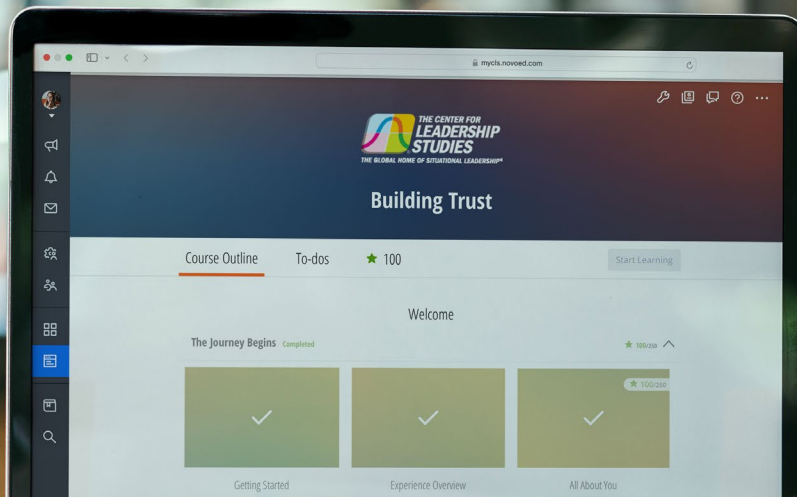 mycls.novoed.com
THE CENTER FOR
LEADERSHIP
STUDIES
THE GLOBAL HOME OF SITUATIONAL LEADERSHIP®
Building Trust
Course Outline To-dos 100 Start Learning
Welcome
The Journey Begins Completed 100/250
100/250
Getting Started Experience Overview All About You